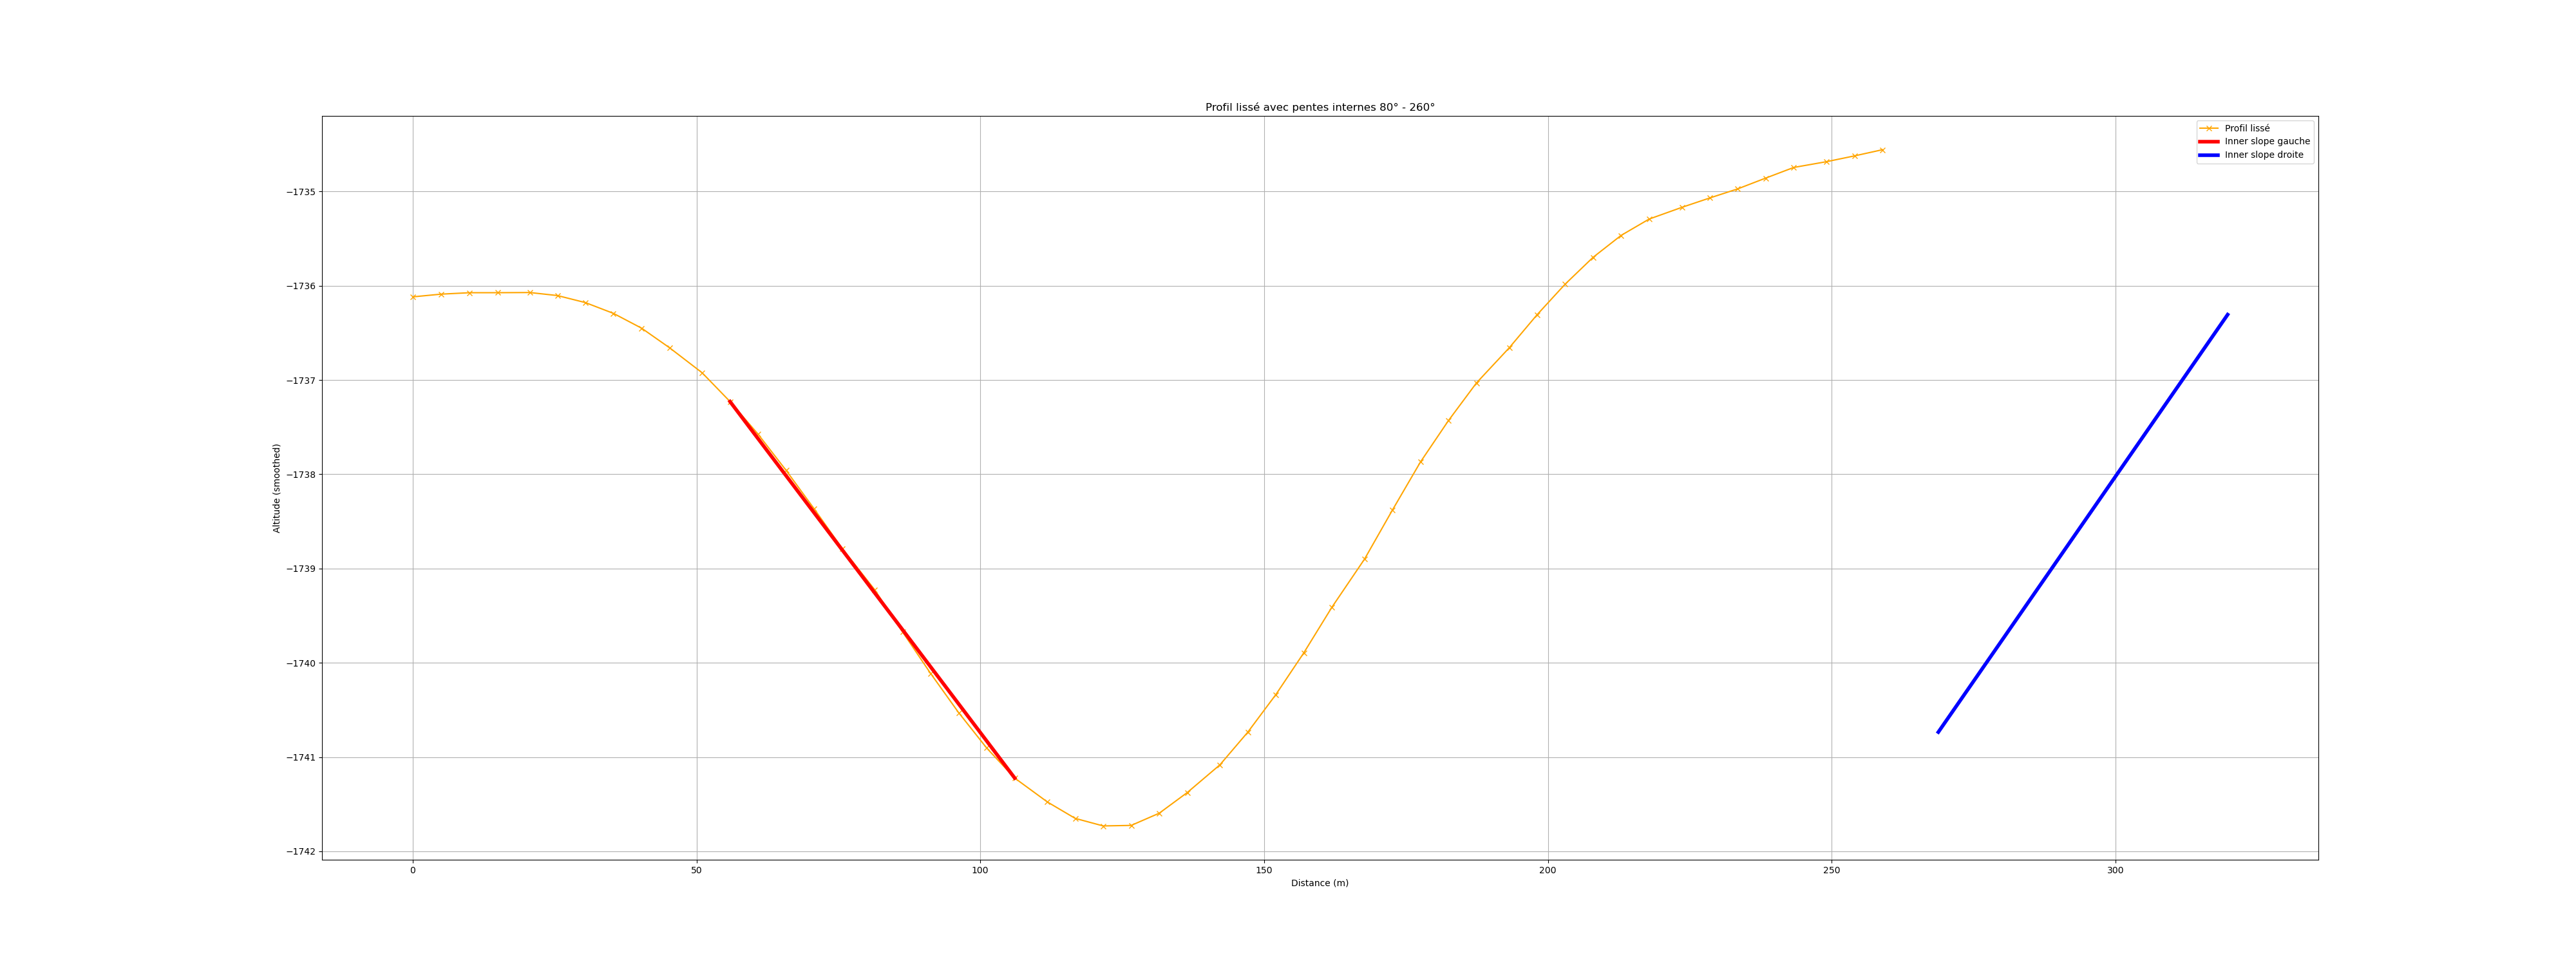 Profil lissé avec pentes internes 80° - 260°
Profil lissé
Inner slope gauche
Inner slope droite
Altitude (smoothed)
−1735
−1736
−1737
−1738
−1739
−1740
−1741
−1742
0
50
100
150
200
250
300
Distance (m)